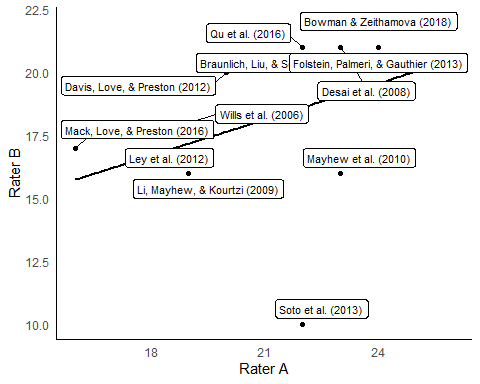 22.5
Bowman & Zeithamova (2018)
Qu et al. (2016)
Braunlich, Liu, &
Folstein, Palmeri, & Gauthier (2013)
20.0
Davis, Love, & Preston (2012)
Desai et al. (2008)
Wills et al. (2006)
Mack, Love, & Preston (2016)
17.5
Ley et al. (2012)
Mayhew et al. (2010)
Li, Mayhew, & Kourtzi (2009)
15.0
12.5
Soto et al. (2013)
10.0
Rater B
18
21
24
Rater A